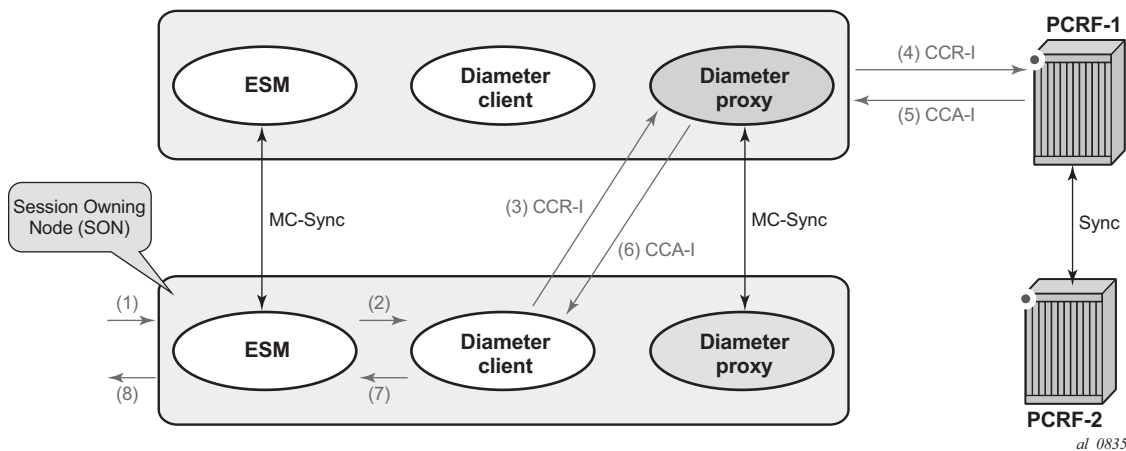 PCRF-1
ESM
Diameter
client
Diameter
proxy
(4) CCR-I
(5) CCA-I
Session Owning
Node (SON)
MC-Sync
(3) CCR-I
(6) CCA-I
MC-Sync
Sync
(1)
(2)
ESM
Diameter
client
Diameter
proxy
(8)
(7)
PCRF-2
al_0835